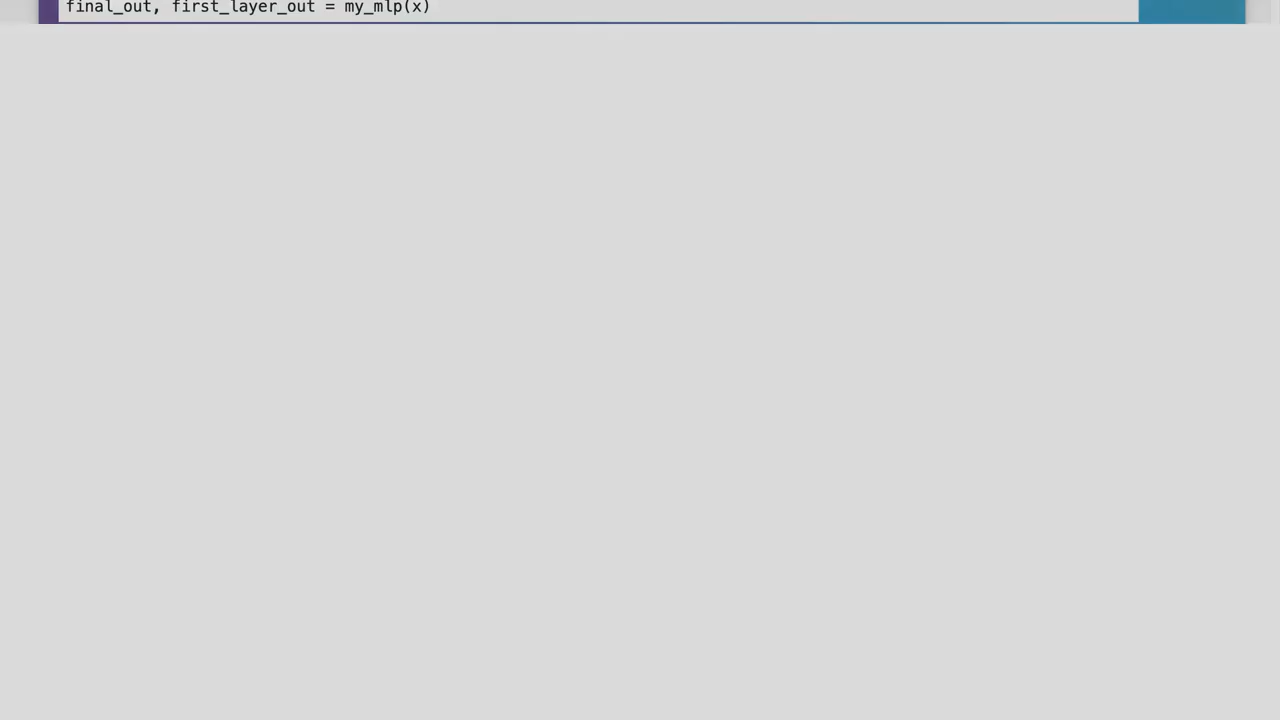 final_out, first_layer_out = my_mlp(x)